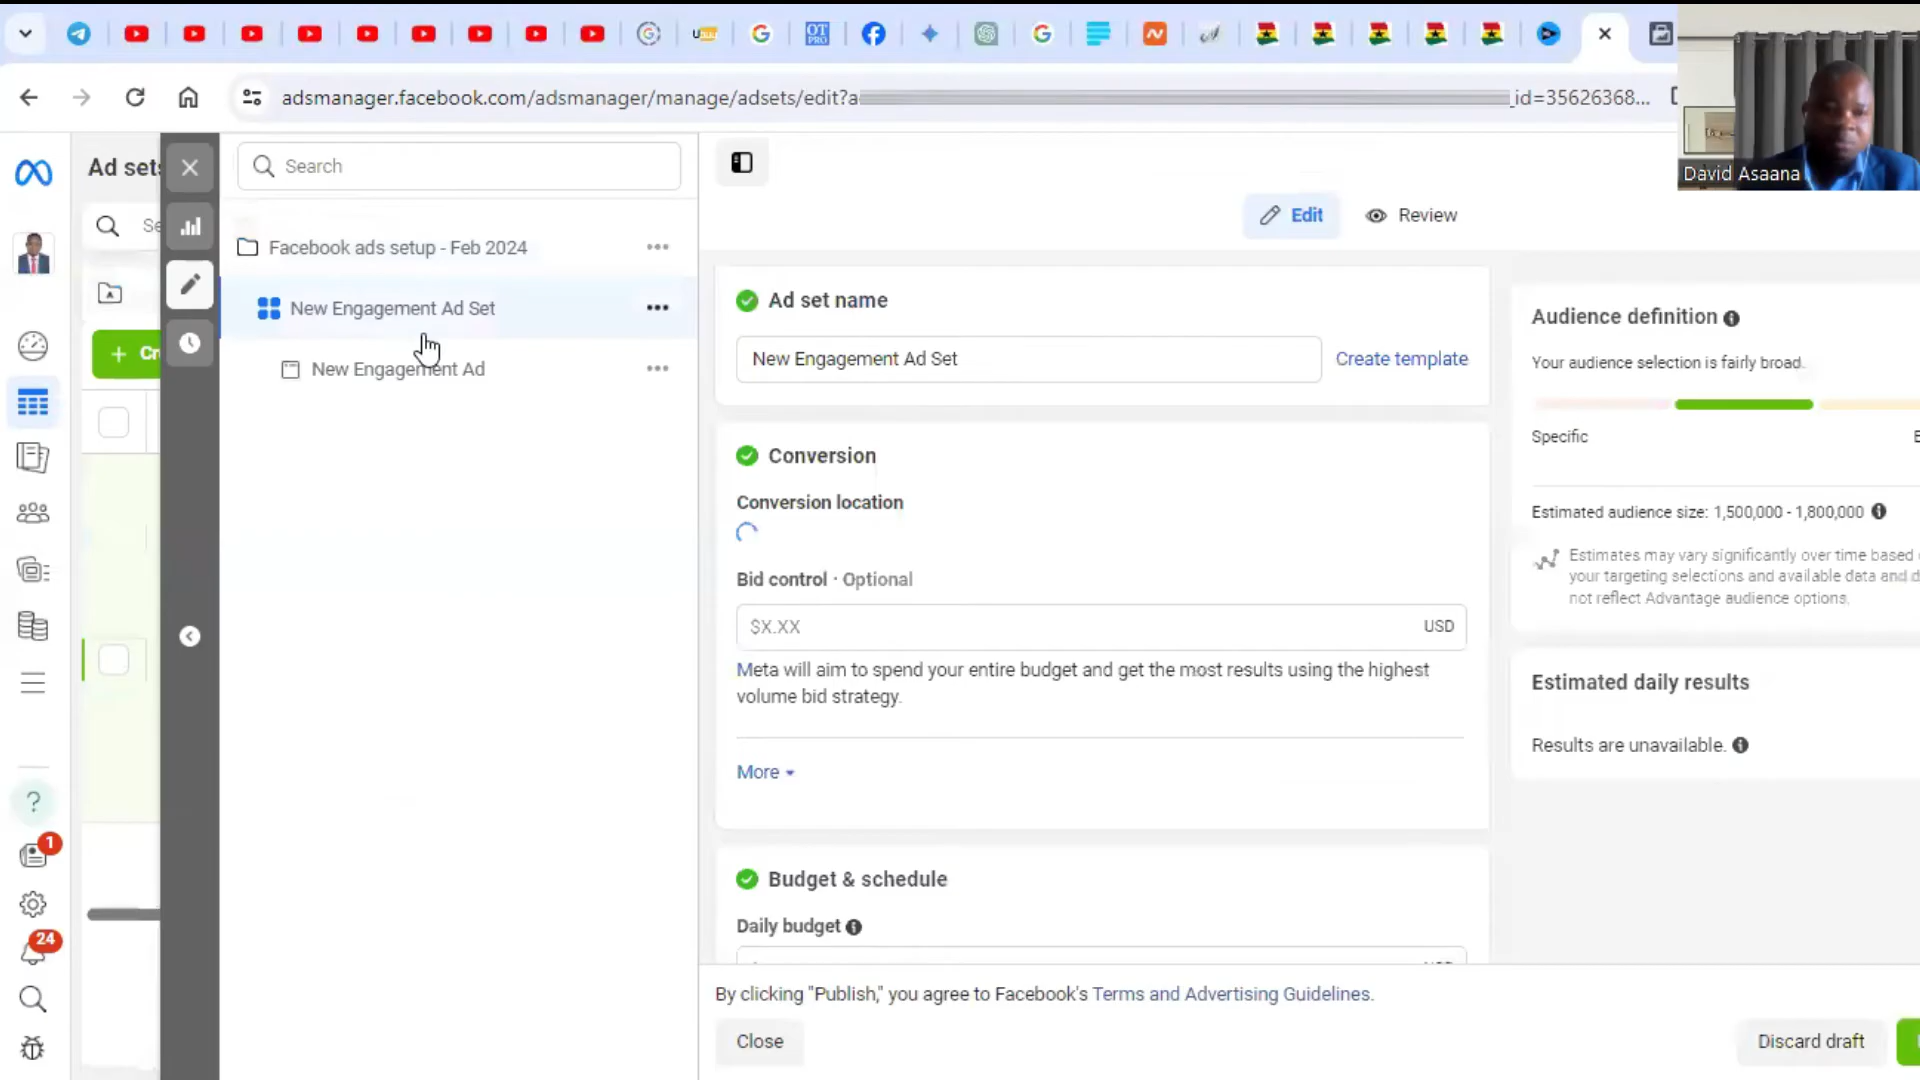 adsmanager.facebook.com/adsmanager/manage/adsets/edit?a
_id=35626368...
David Asaana
Ad sets
Search
Se
Edit
Review
Facebook ads setup - Feb 2024
New Engagement Ad Set
New Engagement Ad
+ Cr
Ad set name
New Engagement Ad Set
Create template
Conversion
Conversion location
Bid control · Optional
$X.XX
USD
Meta will aim to spend your entire budget and get the most results using the highest
volume bid strategy.
More
Budget & schedule
Daily budget
Audience definition
Your audience selection is fairly broad.
Specific
Estimated audience size: 1,500,000 - 1,800,000
Estimates may vary significantly over time based
your targeting selections and available data and d
not reflect Advantage audience options.
Estimated daily results
Results are unavailable.
1
24
By clicking "Publish," you agree to Facebook's Terms and Advertising Guidelines.
Close
Discard draft